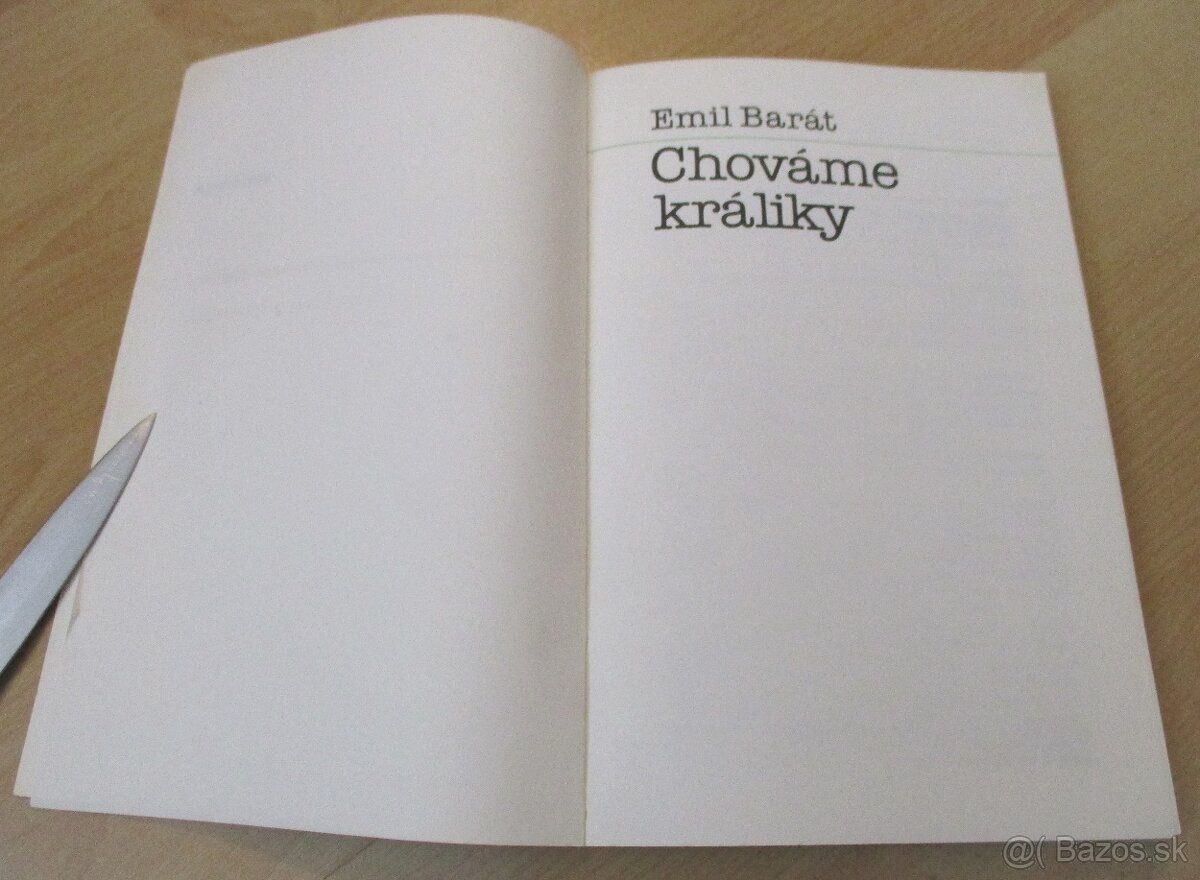 Emil Barát
Chováme
králiky
@( Bazos.sk